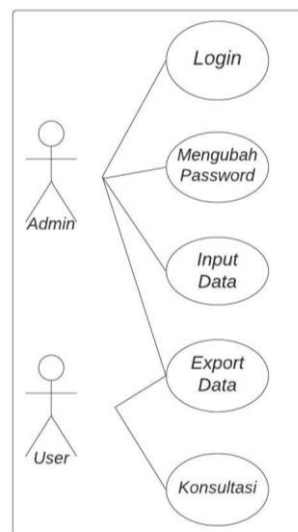 Login
Mengubah
Password
Admin
Input
Data
Export
Data
User
Konsultasi